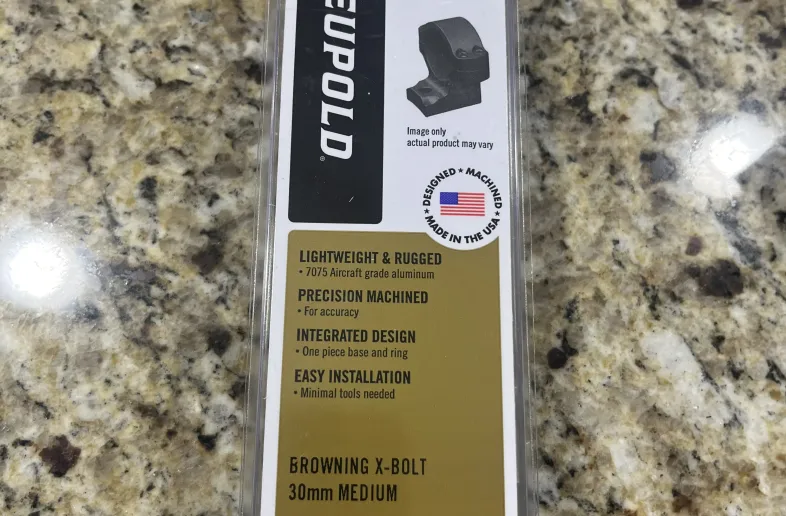 EUPOLD®
Image only
actual product may vary
DESIGNED ★ MACHINED
★ MADE IN THE USA ★
LIGHTWEIGHT & RUGGED
• 7075 Aircraft grade aluminum
PRECISION MACHINED
• For accuracy
INTEGRATED DESIGN
• One piece base and ring
EASY INSTALLATION
• Minimal tools needed
BROWNING X-BOLT
30mm MEDIUM